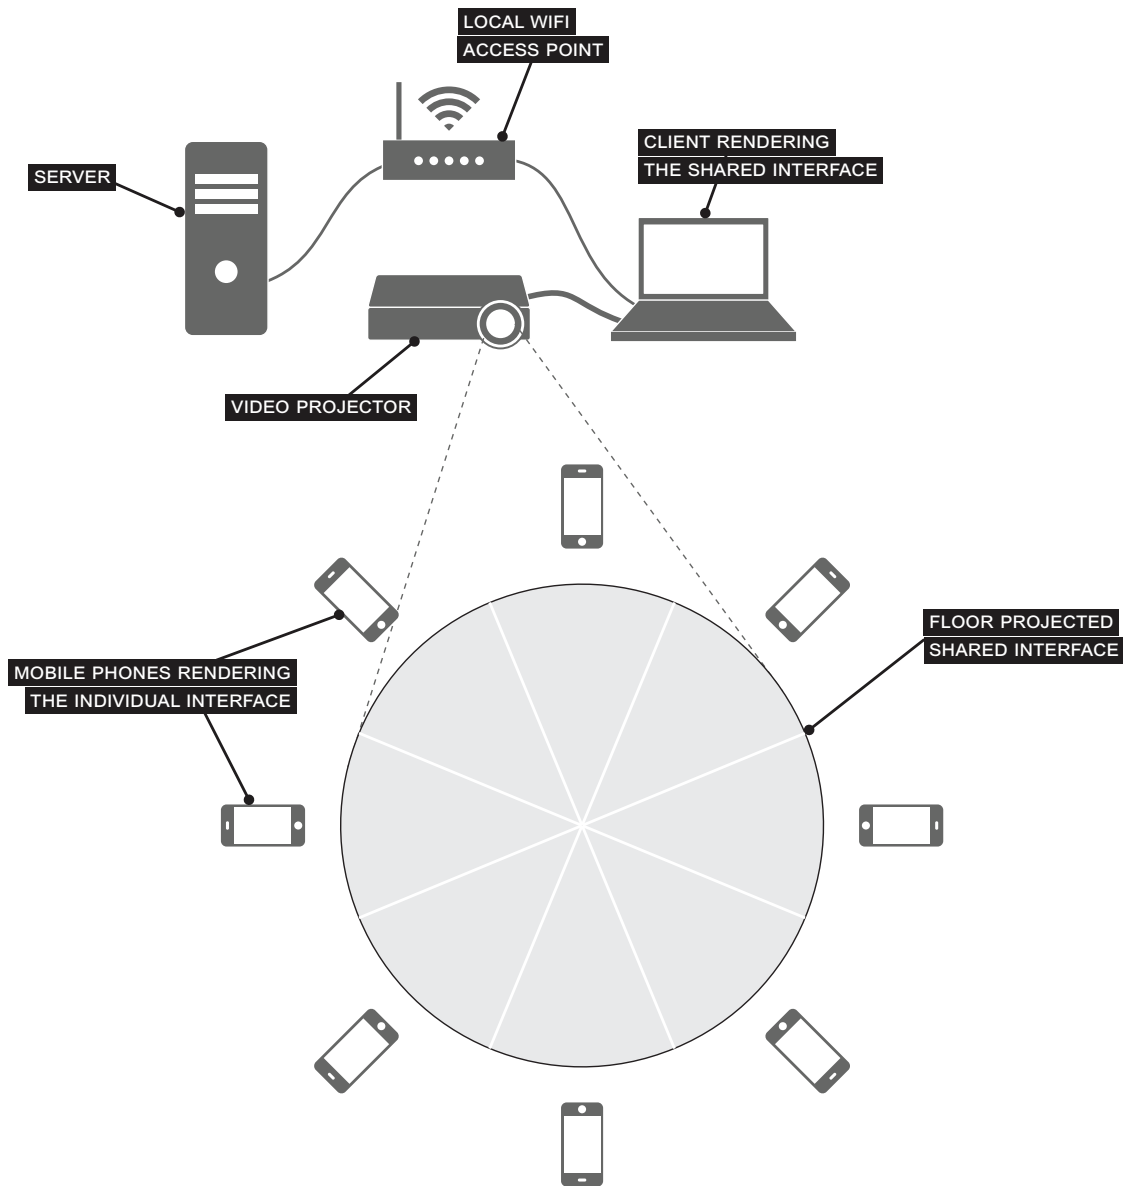 LOCAL WIFI
ACCESS POINT
CLIENT RENDERING
THE SHARED INTERFACE
SERVER
VIDEO PROJECTOR
FLOOR PROJECTED
SHARED INTERFACE
MOBILE PHONES RENDERING
THE INDIVIDUAL INTERFACE